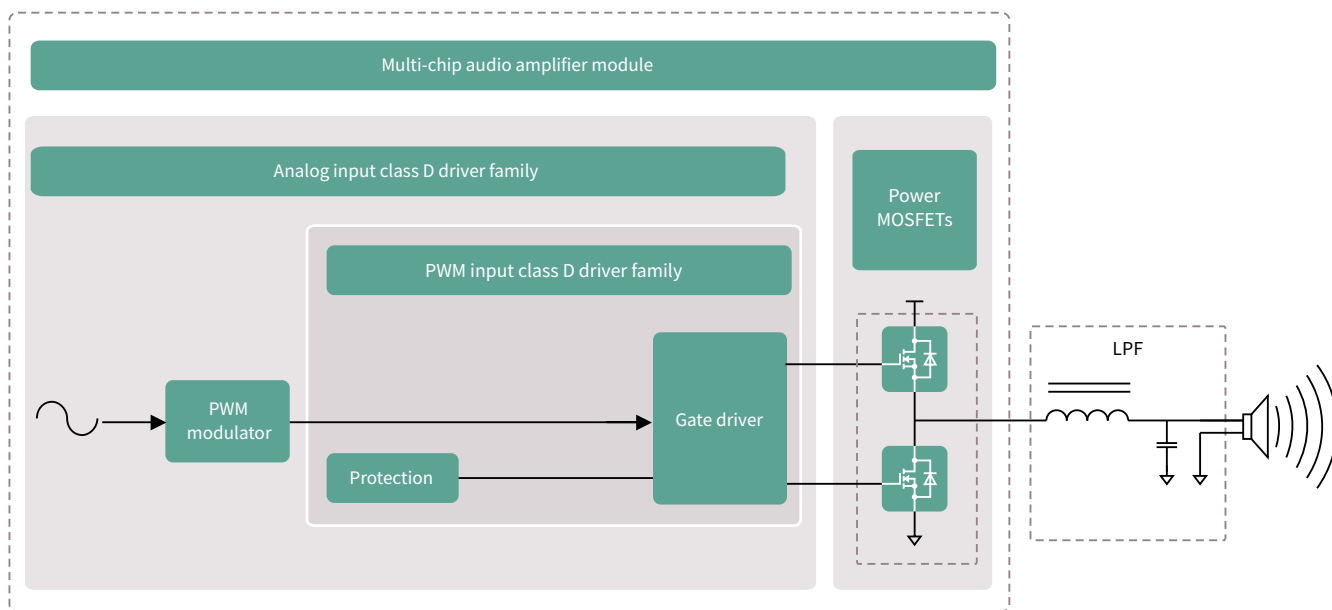 Multi-chip audio amplifier module
Analog input class D driver family
Power
MOSFETs
PWM input class D driver family
LPF
PWM
modulator
Gate driver
Protection